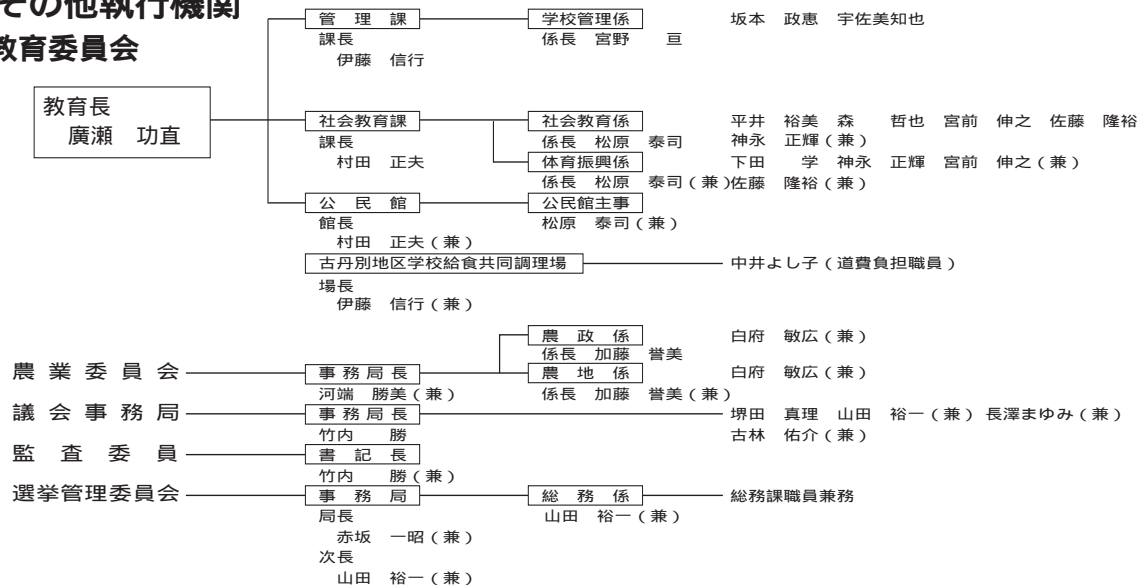 その他執行機関
教育委員会
教育長
廣瀬　功直
管　理　課
課長
伊藤　信行
学校管理係
係長　宮野　　亘
坂本　政恵　宇佐美知也
社会教育課
課長
村田　正夫
社会教育係
係長　松原　泰司
平井　裕美　森　　哲也　宮前　伸之　佐藤　隆裕
神永　正輝（兼）
体育振興係
係長　松原　泰司（兼）
下田　　学　神永　正輝　宮前　伸之（兼）
佐藤　隆裕（兼）
公　民　館
館長
村田　正夫（兼）
公民館主事
松原　泰司（兼）
古丹別地区学校給食共同調理場
場長
伊藤　信行（兼）
中井よし子（道費負担職員）
農業委員会
事務局長
河端　勝美（兼）
農　政　係
係長　加藤　誉美
白府　敏広（兼）
農　地　係
係長　加藤　誉美（兼）
白府　敏広（兼）
議会事務局
事務局長
竹内　　勝
堺田　真理　山田　裕一（兼）長澤まゆみ（兼）
古林　佑介（兼）
監査委員
書　記　長
竹内　　勝（兼）
選挙管理委員会
事　務　局
局長
赤坂　一昭（兼）
次長
山田　裕一（兼）
総　務　係
山田　裕一（兼）
総務課職員兼務